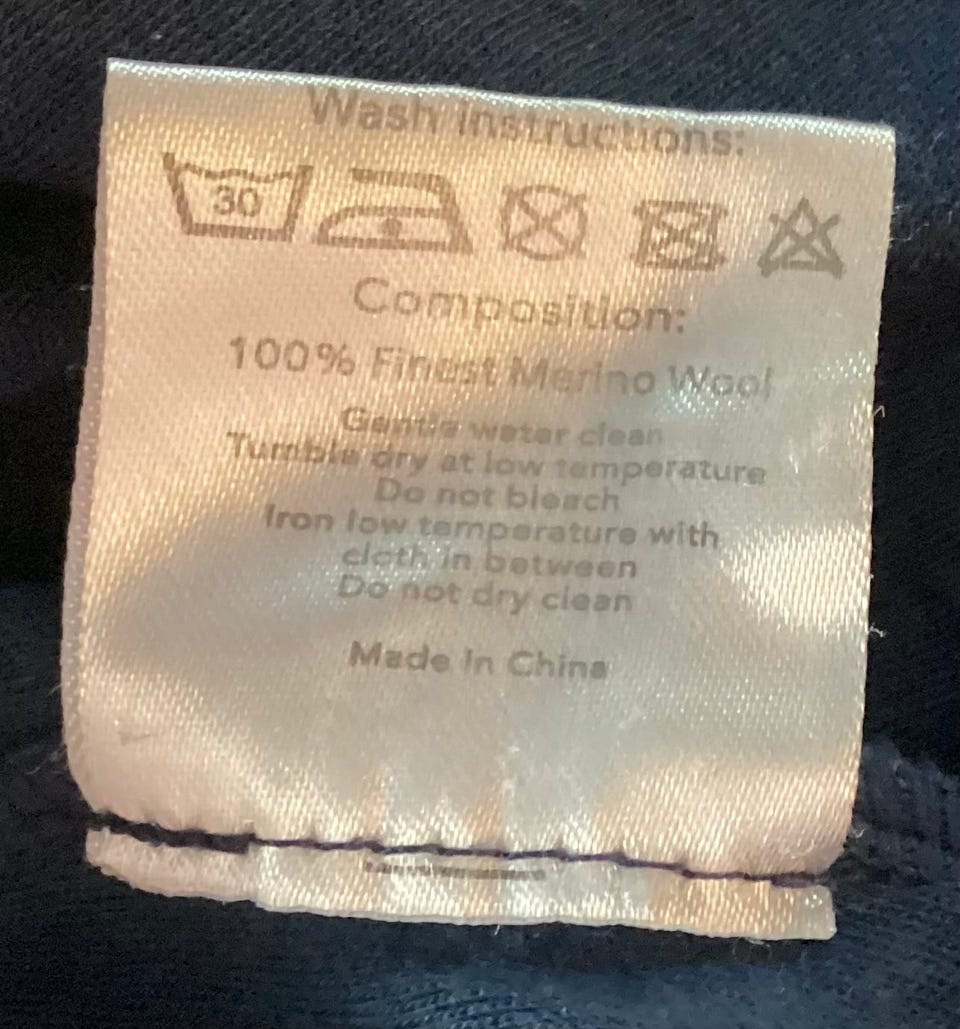 Wash Instructions:
30
Composition:
100% Finest Merino Wool
Gentle water clean
Tumble dry at low temperature
Do not bleach
Iron low temperature with
cloth in between
Do not dry clean
Made In China